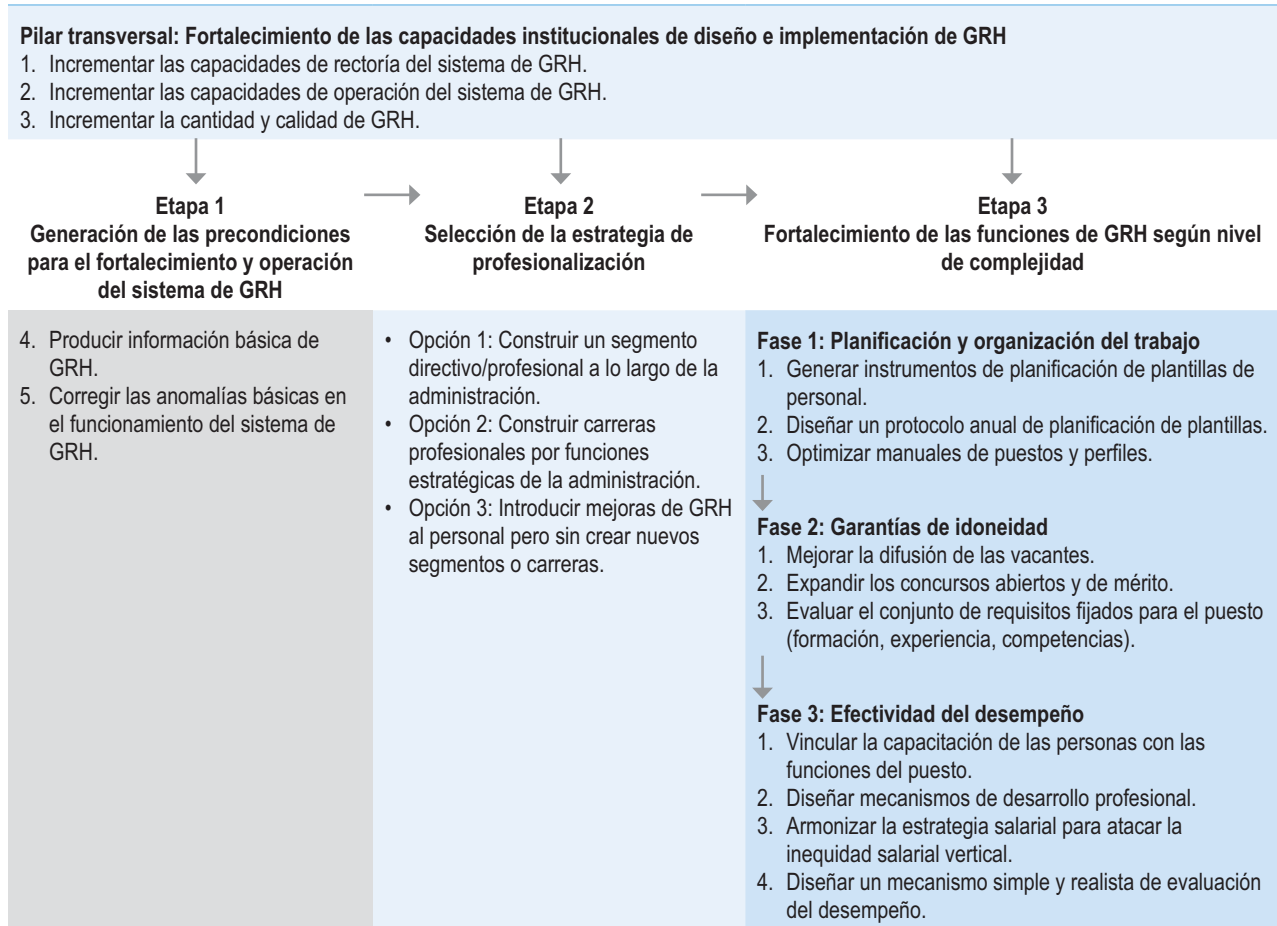 Pilar transversal: Fortalecimiento de las capacidades institucionales de diseño e implementación de GRH
1. Incrementar las capacidades de rectoría del sistema de GRH.
2. Incrementar las capacidades de operación del sistema de GRH.
3. Incrementar la cantidad y calidad de GRH.
Etapa 1
Generación de las precondiciones
para el fortalecimiento y operación
del sistema de GRH
4. Producir información básica de
GRH.
5. Corregir las anomalías básicas en
el funcionamiento del sistema de
GRH.
Etapa 2
Selección de la estrategia de
profesionalización
• Opción 1: Construir un segmento
directivo/profesional a lo largo de la
administración.
• Opción 2: Construir carreras
profesionales por funciones
estratégicas de la administración.
• Opción 3: Introducir mejoras de GRH
al personal pero sin crear nuevos
segmentos o carreras.
Etapa 3
Fortalecimiento de las funciones de GRH según nivel
de complejidad
Fase 1: Planificación y organización del trabajo
1. Generar instrumentos de planificación de plantillas de
personal.
2. Diseñar un protocolo anual de planificación de plantillas.
3. Optimizar manuales de puestos y perfiles.
Fase 2: Garantías de idoneidad
1. Mejorar la difusión de las vacantes.
2. Expandir los concursos abiertos y de mérito.
3. Evaluar el conjunto de requisitos fijados para el puesto
(formación, experiencia, competencias).
Fase 3: Efectividad del desempeño
1. Vincular la capacitación de las personas con las
funciones del puesto.
2. Diseñar mecanismos de desarrollo profesional.
3. Armonizar la estrategia salarial para atacar la
inequidad salarial vertical.
4. Diseñar un mecanismo simple y realista de evaluación
del desempeño.